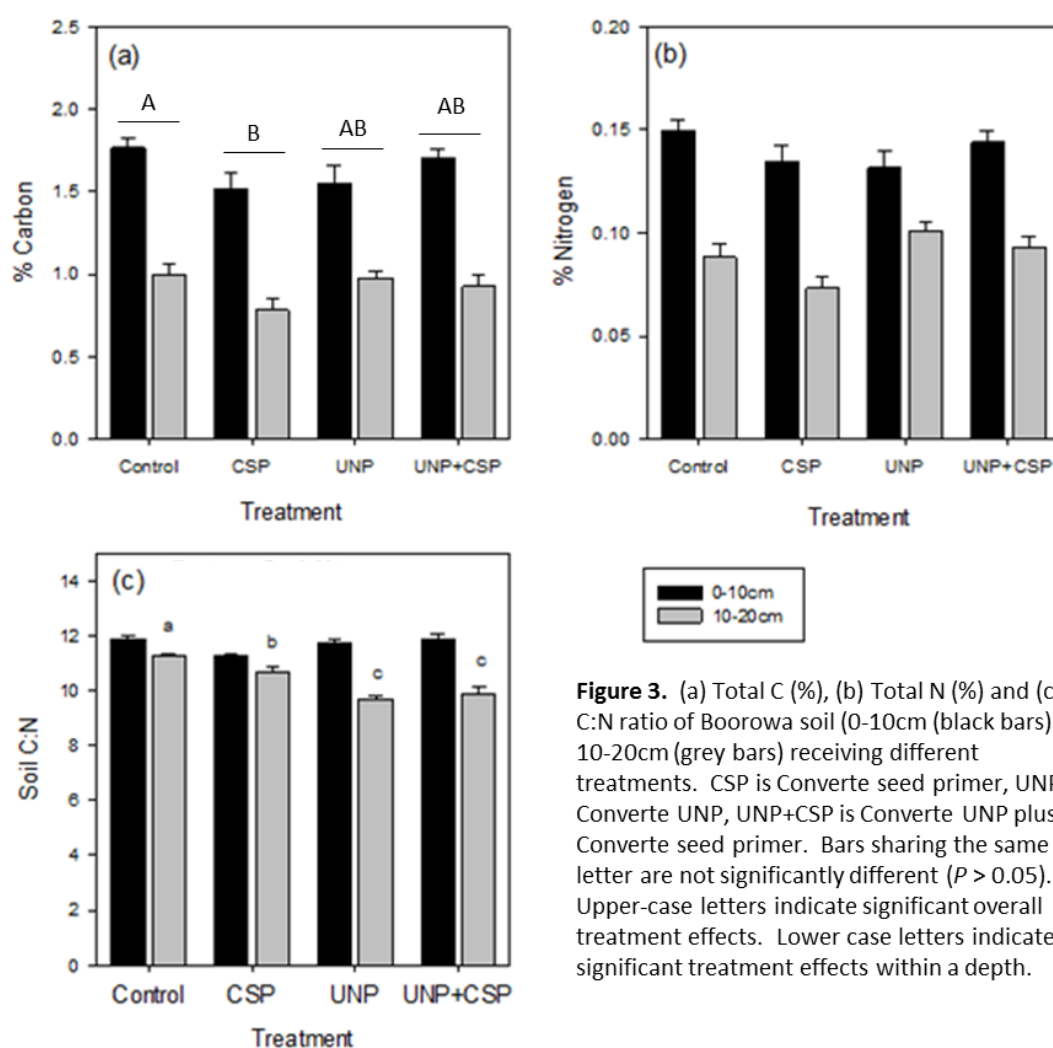 (a)
2.5
2.0
1.5
1.0
0.5
0.0
% Carbon
A
B
AB
AB
Control CSP UNP UNP+CSP
Treatment
(b)
0.20
0.15
0.10
0.05
0.00
% Nitrogen
Control CSP UNP UNP+CSP
Treatment
(c)
14
12
10
8
6
4
2
0
Soil C:N
a
b
c
c
Control CSP UNP UNP+CSP
Treatment
0-10cm
10-20cm
Figure 3. (a) Total C (%), (b) Total N (%) and (c
C:N ratio of Boorowa soil (0-10cm (black bars)
10-20cm (grey bars) receiving different
treatments. CSP is Converte seed primer, UNP
Converte UNP, UNP+CSP is Converte UNP plus
Converte seed primer. Bars sharing the same
letter are not significantly different (P > 0.05).
Upper-case letters indicate significant overall
treatment effects. Lower case letters indicate
significant treatment effects within a depth.